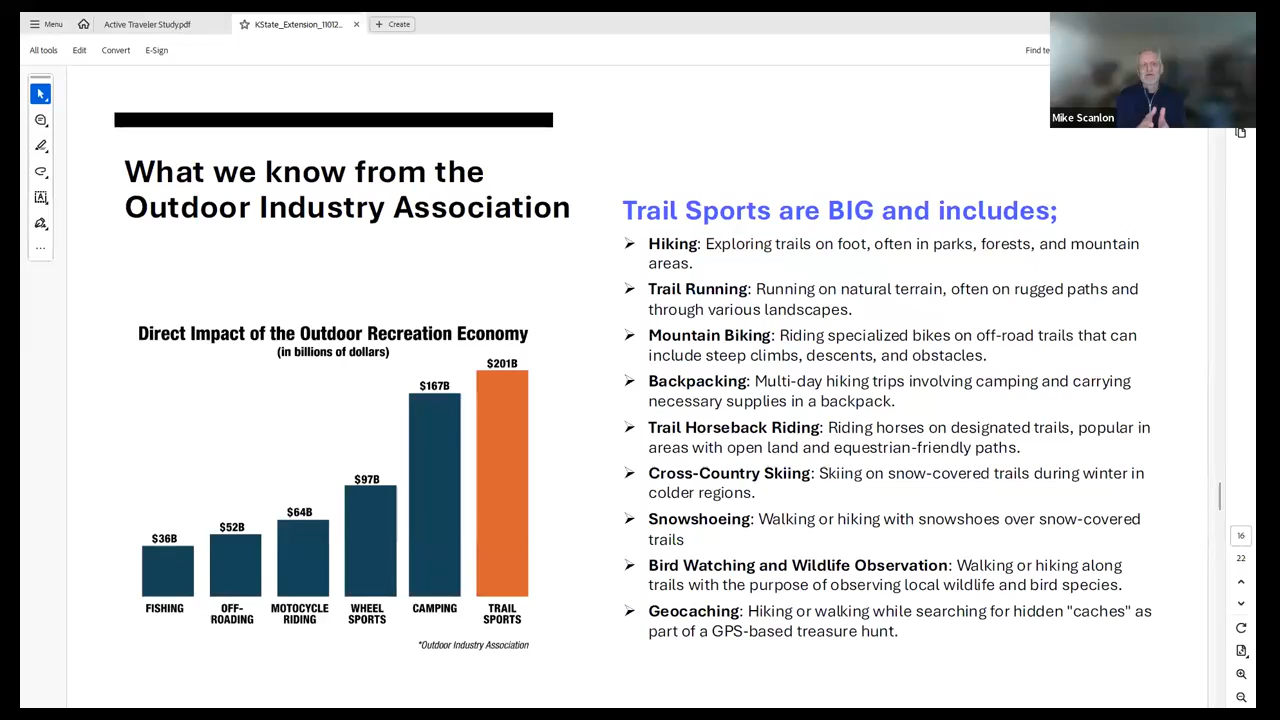 Menu
Active Traveler Study.pdf
KState_Extension_11012...
Create
All tools
Edit
Convert
E-Sign
Find te
Mike Scanlon
What we know from the
Outdoor Industry Association
Direct Impact of the Outdoor Recreation Economy
(in billions of dollars)
$36B
$52B
$64B
$97B
$167B
$201B
FISHING
OFF-
ROADING
MOTOCYCLE
RIDING
WHEEL
SPORTS
CAMPING
TRAIL
SPORTS
*Outdoor Industry Association
Trail Sports are BIG and includes;
Hiking: Exploring trails on foot, often in parks, forests, and mountain
areas.
Trail Running: Running on natural terrain, often on rugged paths and
through various landscapes.
Mountain Biking: Riding specialized bikes on off-road trails that can
include steep climbs, descents, and obstacles.
Backpacking: Multi-day hiking trips involving camping and carrying
necessary supplies in a backpack.
Trail Horseback Riding: Riding horses on designated trails, popular in
areas with open land and equestrian-friendly paths.
Cross-Country Skiing: Skiing on snow-covered trails during winter in
colder regions.
Snowshoeing: Walking or hiking with snowshoes over snow-covered
trails
Bird Watching and Wildlife Observation: Walking or hiking along
trails with the purpose of observing local wildlife and bird species.
Geocaching: Hiking or walking while searching for hidden "caches" as
part of a GPS-based treasure hunt.
16
22